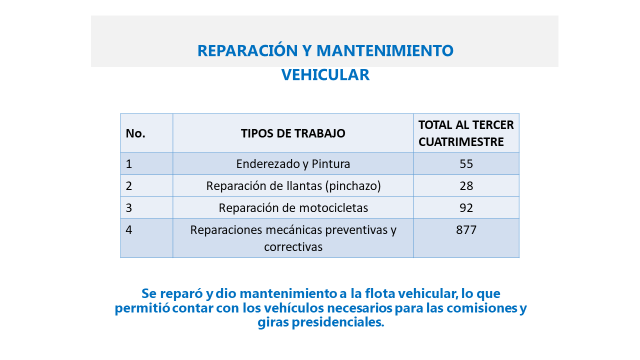 REPARACIÓN Y MANTENIMIENTO
VEHICULAR
No. TIPOS DE TRABAJO TOTAL AL TERCER
CUATRIMESTRE
1 Enderezado y Pintura 55
2 Reparación de llantas (pinchazo) 28
3 Reparación de motocicletas 92
4 Reparaciones mecánicas preventivas y 877
correctivas
Se reparó y dio mantenimiento a la flota vehicular, lo que
permitió contar con los vehículos necesarios para las comisiones y
giras presidenciales.